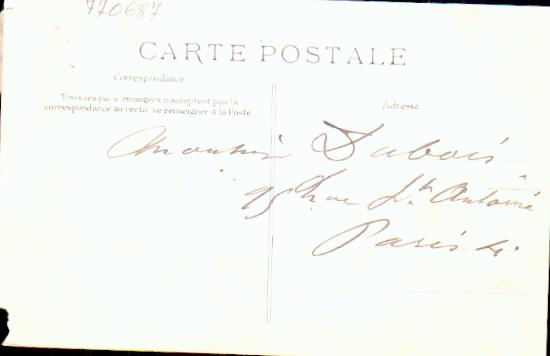 770687
CARTE POSTALE
Correspondance
Tous les pays étrangers n'acceptent pas la
correspondance au recto, se renseigner à la Poste
Adresse
Monsieur Dubois
95 Rue St Antoine
Paris 4